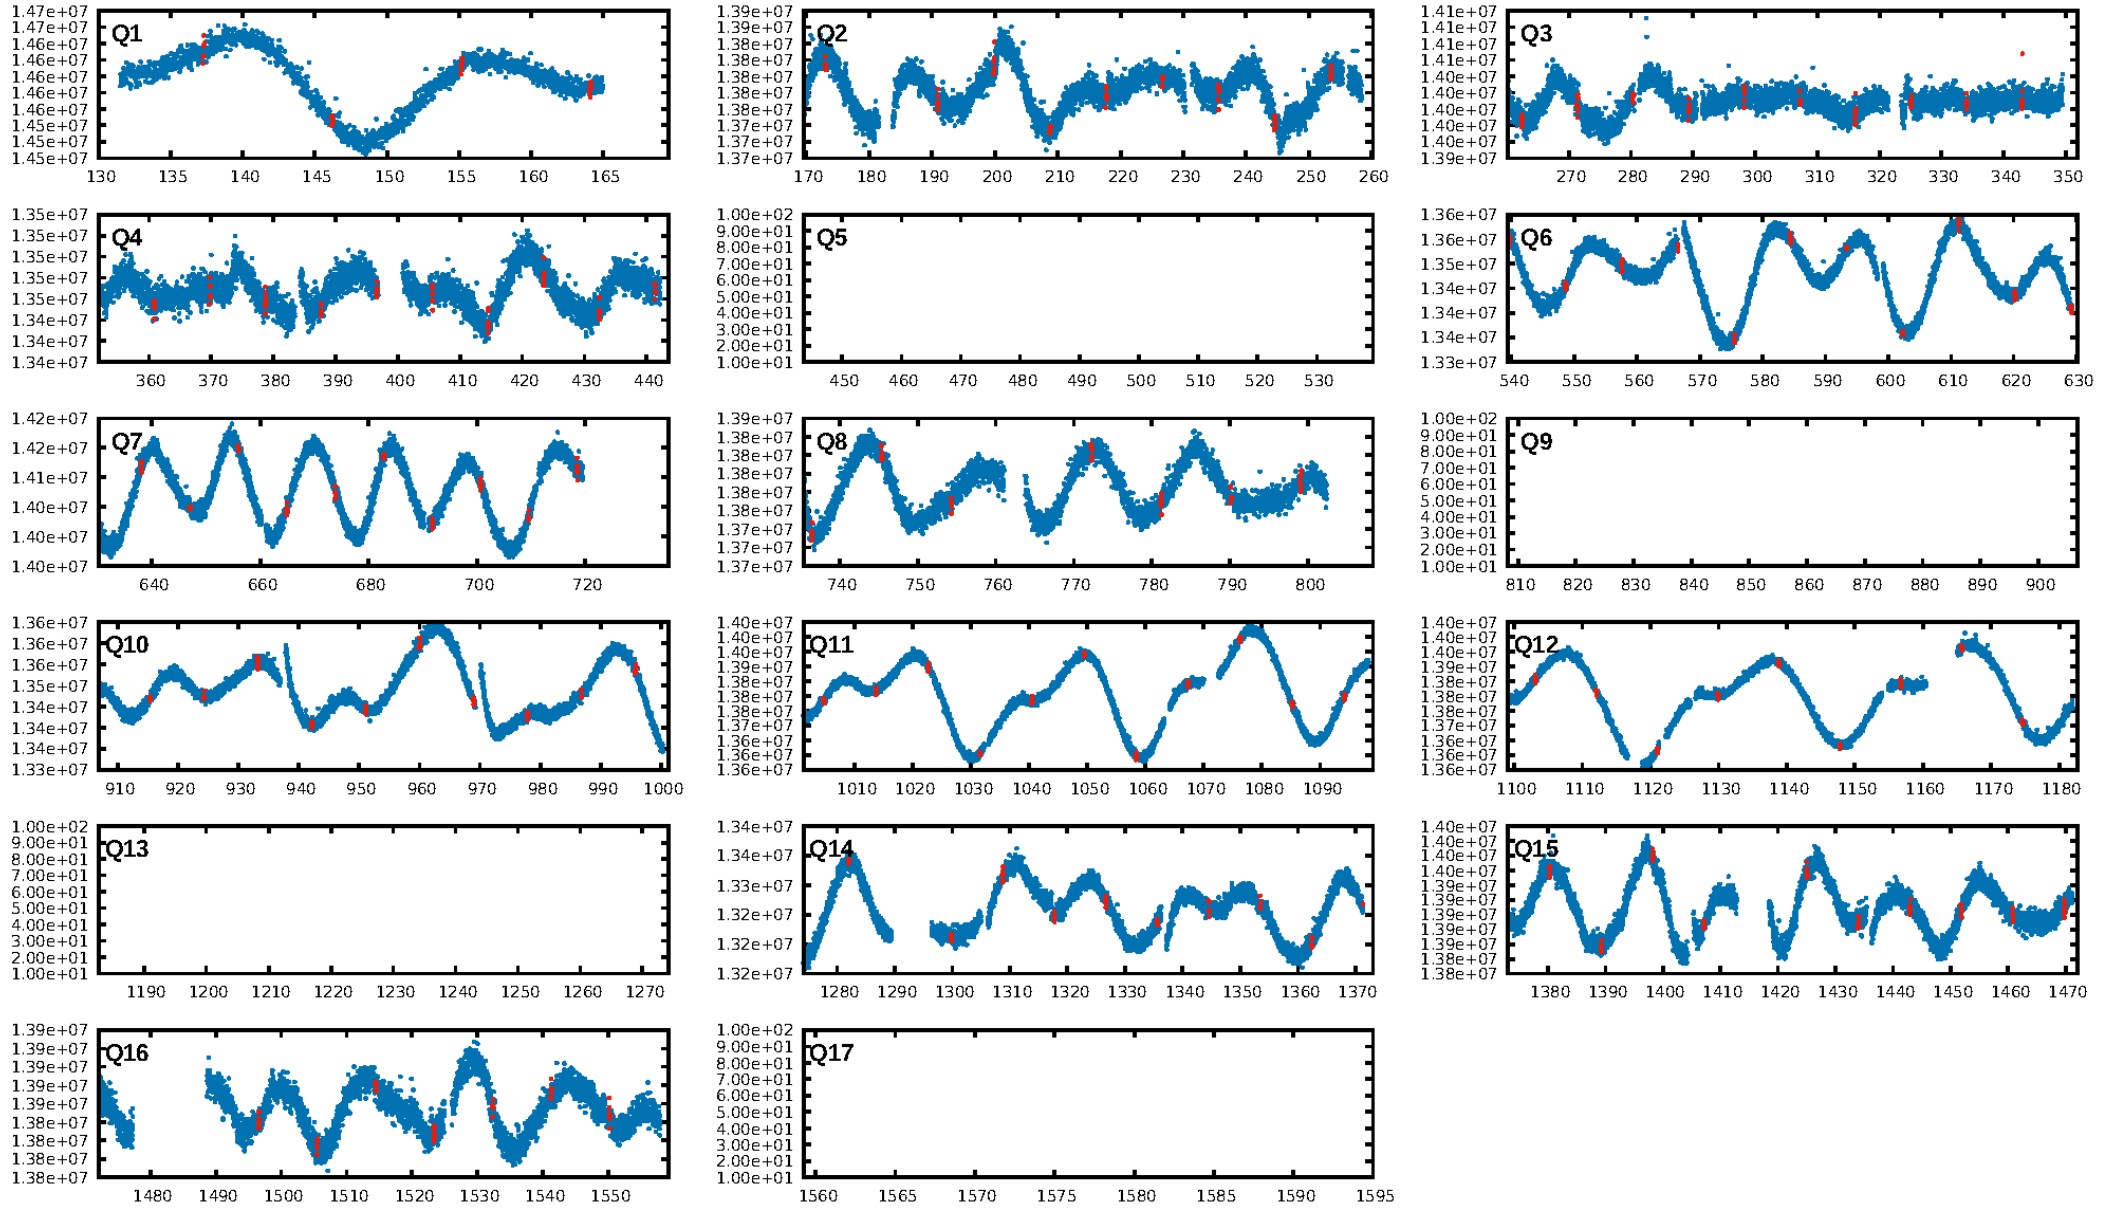 1.47e+07 1.47e+07 1.46e+07 1.46e+07 1.46e+07 1.46e+07 1.46e+07 1.45e+07 1.45e+07 1.45e+07
Q1
130 135 140 145 150 155 160 165
1.39e+07 1.39e+07 1.38e+07 1.38e+07 1.38e+07 1.38e+07 1.38e+07 1.37e+07 1.37e+07 1.37e+07
Q2
170 180 190 200 210 220 230 240 250 260
1.41e+07 1.41e+07 1.41e+07 1.41e+07 1.40e+07 1.40e+07 1.40e+07 1.40e+07 1.40e+07 1.39e+07
Q3
270 280 290 300 310 320 330 340 350
1.35e+07 1.35e+07 1.35e+07 1.35e+07 1.35e+07 1.34e+07 1.34e+07 1.34e+07
Q4
360 370 380 390 400 410 420 430 440
1.00e+02 9.00e+01 8.00e+01 7.00e+01 6.00e+01 5.00e+01 4.00e+01 3.00e+01 2.00e+01 1.00e+01
Q5
450 460 470 480 490 500 510 520 530
1.36e+07 1.36e+07 1.35e+07 1.34e+07 1.34e+07 1.34e+07 1.33e+07
Q6
540 550 560 570 580 590 600 610 620 630
1.42e+07 1.42e+07 1.41e+07 1.40e+07 1.40e+07 1.40e+07
Q7
640 660 680 700 720
1.39e+07 1.38e+07 1.38e+07 1.38e+07 1.38e+07 1.38e+07 1.37e+07 1.37e+07 1.37e+07
Q8
740 750 760 770 780 790 800
1.00e+02 9.00e+01 8.00e+01 7.00e+01 6.00e+01 5.00e+01 4.00e+01 3.00e+01 2.00e+01 1.00e+01
Q9
810 820 830 840 850 860 870 880 890 900
1.36e+07 1.36e+07 1.36e+07 1.35e+07 1.34e+07 1.34e+07 1.34e+07 1.33e+07
Q10
910 920 930 940 950 960 970 980 990 1000
1.40e+07 1.40e+07 1.40e+07 1.39e+07 1.38e+07 1.38e+07 1.38e+07 1.37e+07 1.36e+07 1.36e+07
Q11
1010 1020 1030 1040 1050 1060 1070 1080 1090
1.40e+07 1.40e+07 1.40e+07 1.39e+07 1.38e+07 1.38e+07 1.38e+07 1.37e+07 1.36e+07 1.36e+07
Q12
1100 1110 1120 1130 1140 1150 1160 1170 1180
1.00e+02 9.00e+01 8.00e+01 7.00e+01 6.00e+01 5.00e+01 4.00e+01 3.00e+01 2.00e+01 1.00e+01
Q13
1190 1200 1210 1220 1230 1240 1250 1260 1270
1.34e+07 1.34e+07 1.33e+07 1.32e+07 1.32e+07 1.32e+07
Q14
1280 1290 1300 1310 1320 1330 1340 1350 1360 1370
1.40e+07 1.40e+07 1.40e+07 1.39e+07 1.39e+07 1.39e+07 1.39e+07 1.39e+07 1.39e+07 1.38e+07
Q15
1380 1390 1400 1410 1420 1430 1440 1450 1460 1470
1.39e+07 1.39e+07 1.39e+07 1.39e+07 1.39e+07 1.38e+07 1.38e+07 1.38e+07 1.38e+07
Q16
1480 1490 1500 1510 1520 1530 1540 1550
1.00e+02 9.00e+01 8.00e+01 7.00e+01 6.00e+01 5.00e+01 4.00e+01 3.00e+01 2.00e+01 1.00e+01
Q17
1560 1565 1570 1575 1580 1585 1590 1595